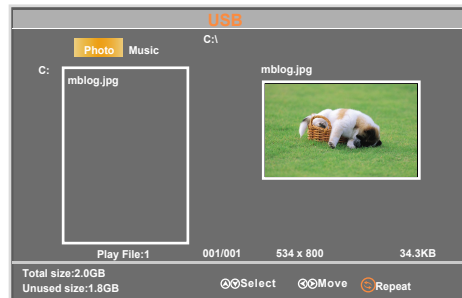 USB
Photo Music
C:\
C:
mblog.jpg
mblog.jpg
Play File:1 001/001 534 x 800 34.3KB
Total size:2.0GB
Unused size:1.8GB
Select Move Repeat